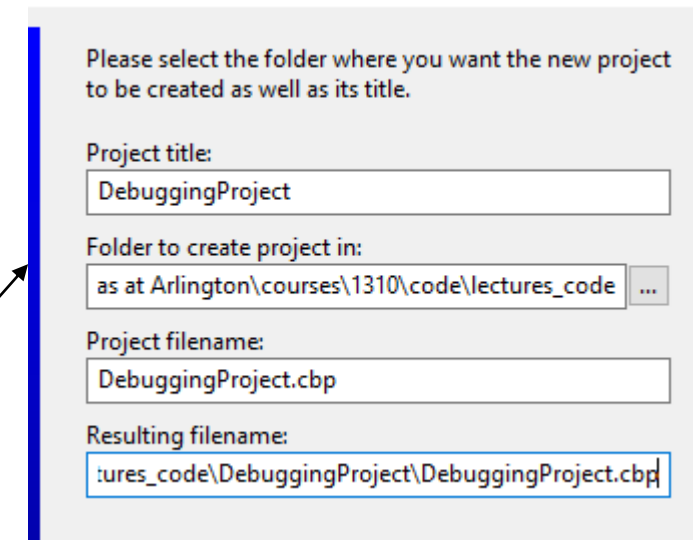 Please select the folder where you want the new project
to be created as well as its title.
Project title:
DebuggingProject
Folder to create project in:
as at Arlington\courses\1310\code\lectures_code ...
Project filename:
DebuggingProject.cbp
Resulting filename:
tures_code\DebuggingProject\DebuggingProject.cbp